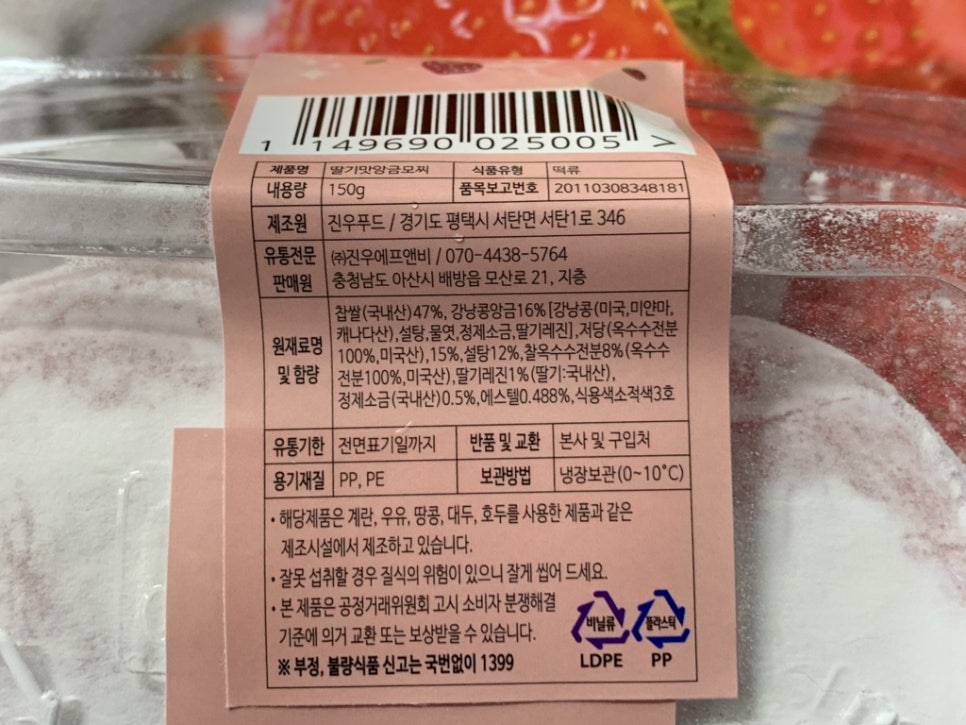 1 149690 025005 >
제품명 딸기맛앙금모찌 식품유형 떡류
내용량 150g 품목보고번호 20110308348181
제조원 진우푸드 / 경기도 평택시 서탄면 서탄1로 346
유통전문 ㈜진우에프앤비 / 070-4438-5764
판매원 충청남도 아산시 배방읍 모산로 21, 지층
찹쌀(국내산)47%, 강낭콩앙금16%[강낭콩(미국,미얀마,
캐나다산),설탕,물엿,정제소금,딸기레진],저당(옥수수전분
원재료명 100%,미국산),15%,설탕12%,찰옥수수전분8%(옥수수
및 함량 전분100%,미국산),딸기레진1%(딸기:국내산),
정제소금(국내산)0.5%,에스텔0.488%,식용색소적색3호
유통기한 전면표기일까지 반품 및 교환 본사 및 구입처
용기재질 PP, PE 보관방법 냉장보관(0~10°C)
• 해당제품은 계란, 우유, 땅콩, 대두, 호두를 사용한 제품과 같은
제조시설에서 제조하고 있습니다.
• 잘못 섭취할 경우 질식의 위험이 있으니 잘게 씹어 드세요.
• 본 제품은 공정거래위원회 고시 소비자 분쟁해결
기준에 의거 교환 또는 보상받을 수 있습니다.
※ 부정, 불량식품 신고는 국번없이 1399
비닐류 플라스틱
LDPE PP